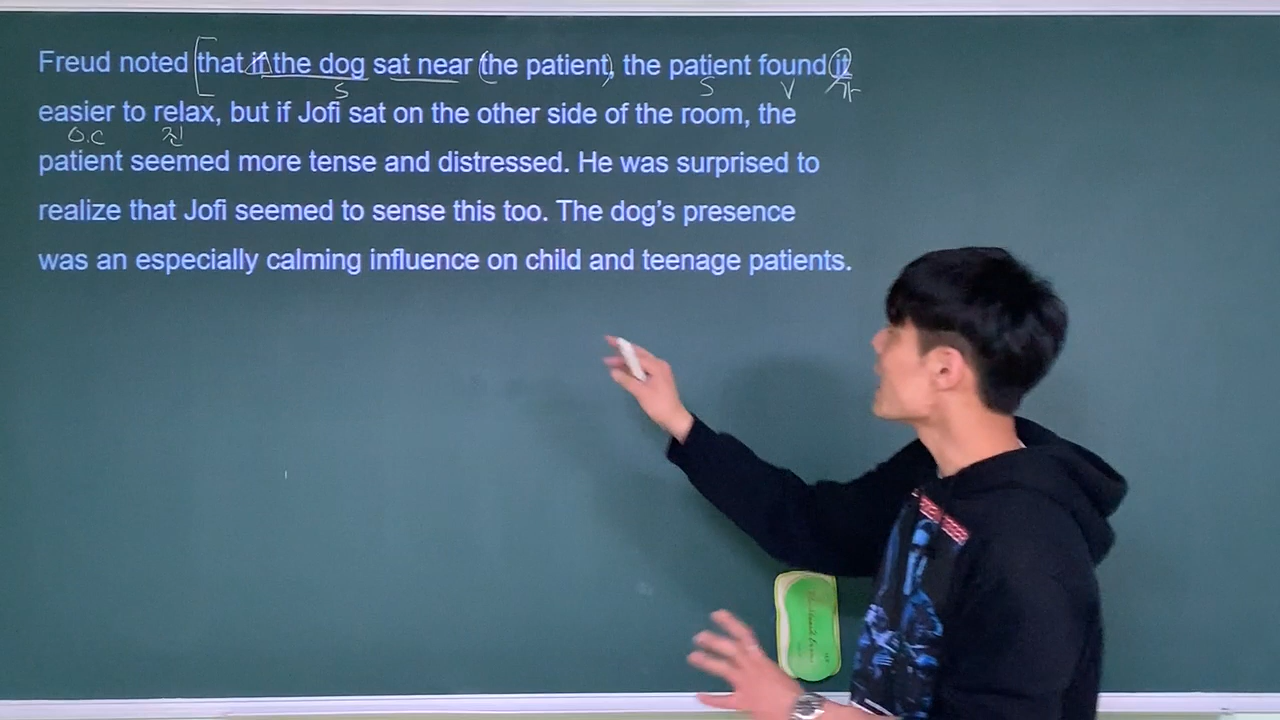 Freud noted [that if the dog sat near (the patient), the patient found it
S S V 가
easier to relax, but if Jofi sat on the other side of the room, the
O.C 진
patient seemed more tense and distressed. He was surprised to
realize that Jofi seemed to sense this too. The dog's presence
was an especially calming influence on child and teenage patients.